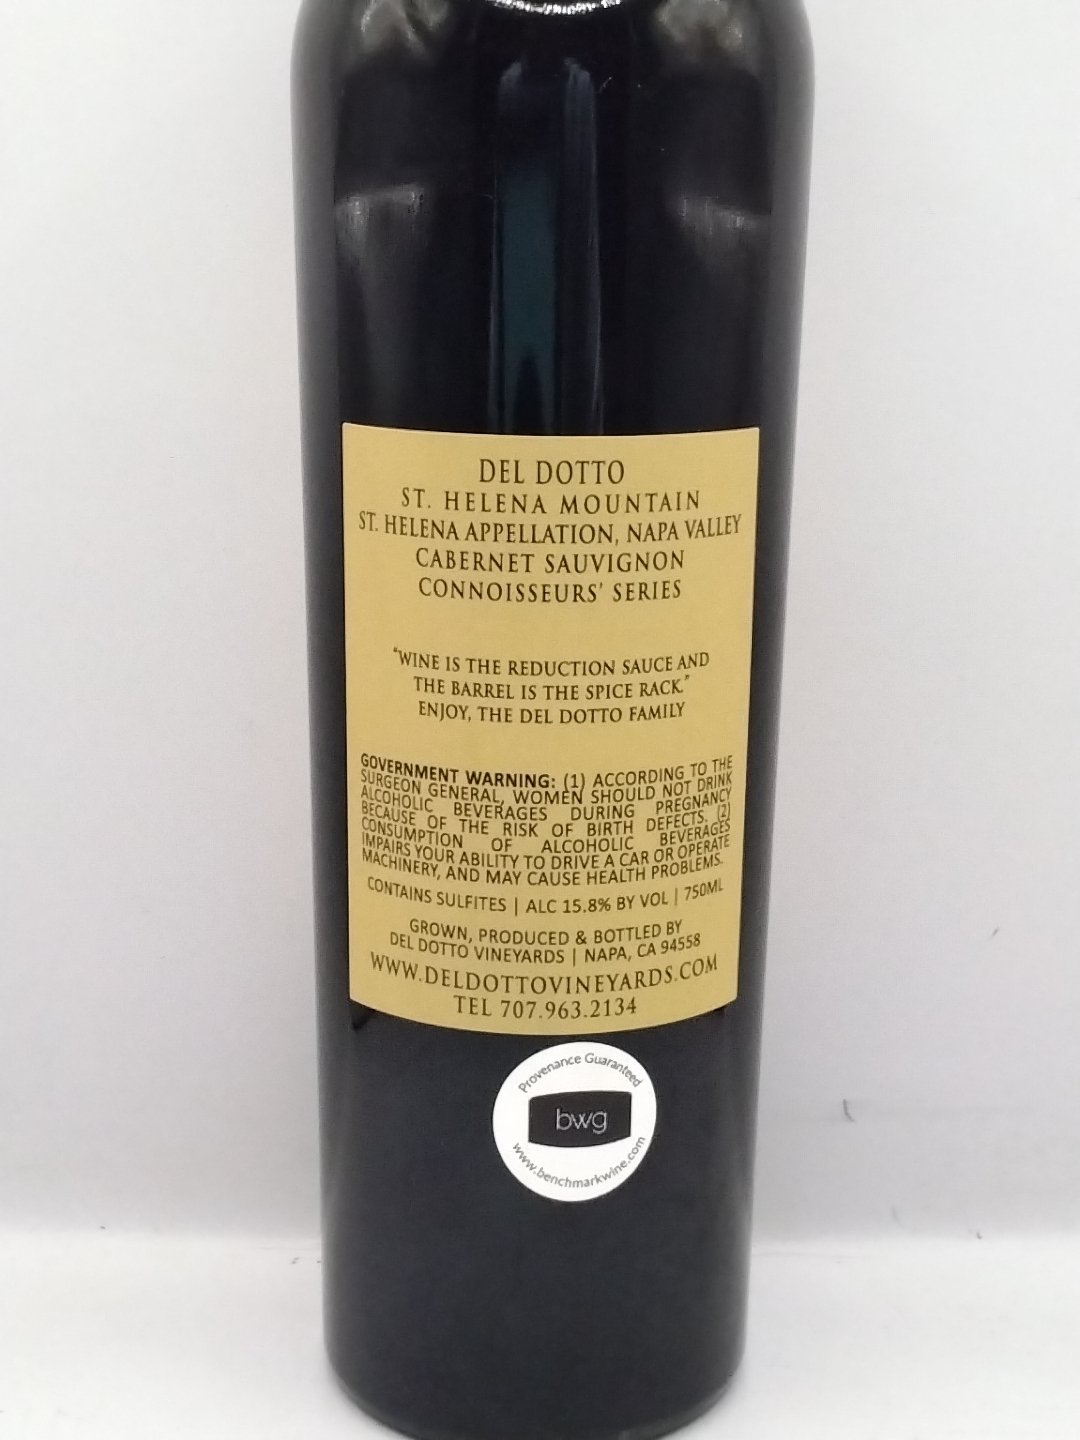 DEL DOTTO
ST. HELENA MOUNTAIN
ST. HELENA APPELLATION, NAPA VALLEY
CABERNET SAUVIGNON
CONNOISSEURS' SERIES
"WINE IS THE REDUCTION SAUCE AND
THE BARREL IS THE SPICE RACK."
ENJOY, THE DEL DOTTO FAMILY
GOVERNMENT WARNING: (1) ACCORDING TO THE
SURGEON GENERAL, WOMEN SHOULD NOT DRINK
ALCOHOLIC BEVERAGES DURING PREGNANCY
BECAUSE OF THE RISK OF BIRTH DEFECTS. (2)
CONSUMPTION OF ALCOHOLIC BEVERAGES
IMPAIRS YOUR ABILITY TO DRIVE A CAR OR OPERATE
MACHINERY, AND MAY CAUSE HEALTH PROBLEMS.
CONTAINS SULFITES | ALC 15.8% BY VOL | 750ML
GROWN, PRODUCED & BOTTLED BY
DEL DOTTO VINEYARDS | NAPA, CA 94558
WWW.DELDOTTOVINEYARDS.COM
TEL 707.963.2134
Provenance Guaranteed
bwg
www.benchmarkwine.com